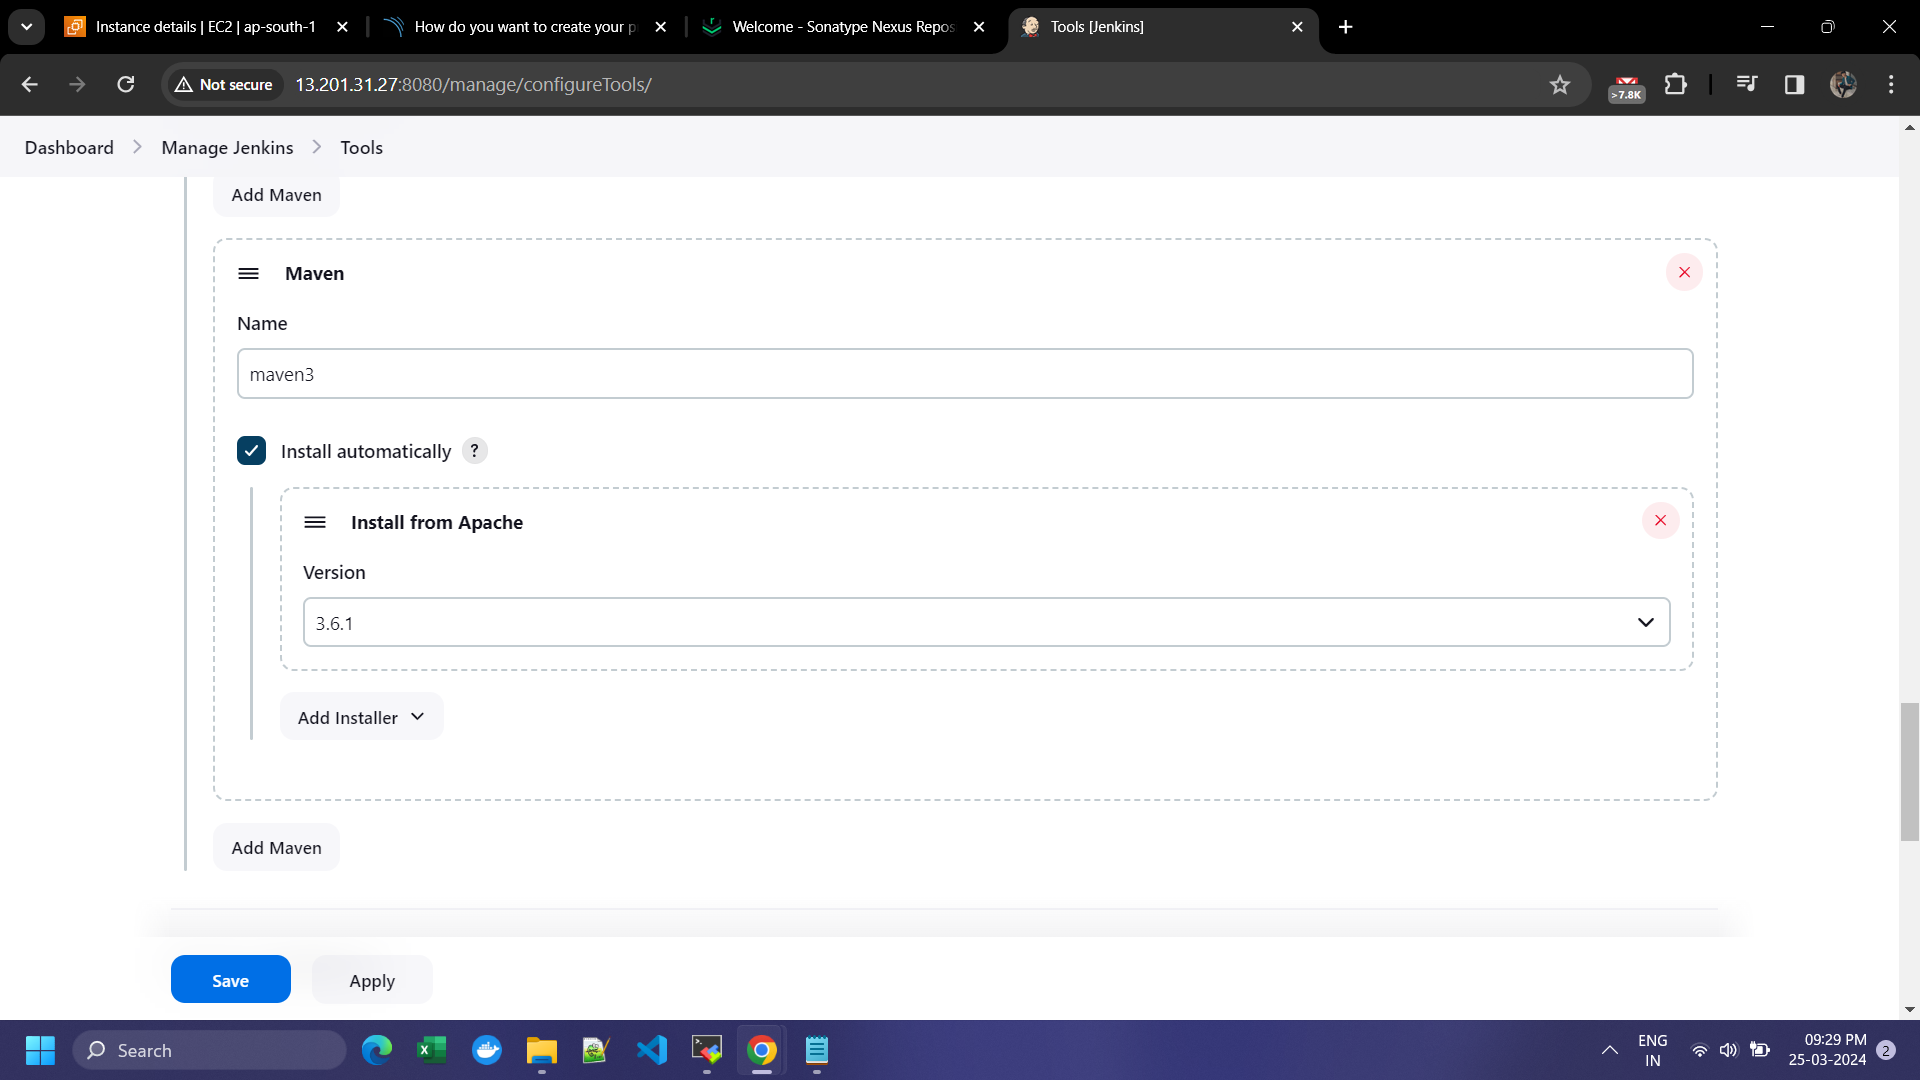 Instance details | EC2 | ap-south-1
How do you want to create your p
Welcome - Sonatype Nexus Repos
Tools [Jenkins]
Not secure
13.201.31.27:8080/manage/configureTools/
>7.8K
Dashboard
Manage Jenkins
Tools
Add Maven
Maven
Name
maven3
Install automatically ?
Install from Apache
Version
3.6.1
Add Installer
Add Maven
Save
Apply
Search
ENG
IN
09:29 PM
25-03-2024
2